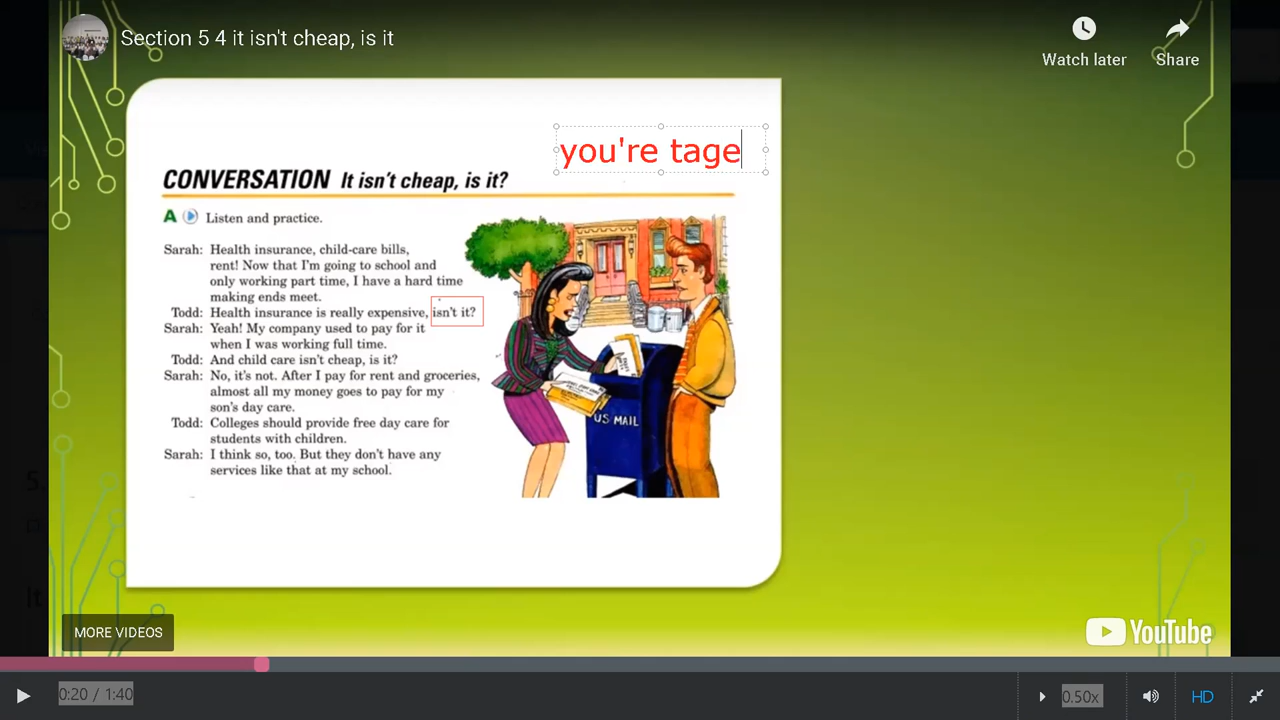 Section 5 4 it isn't cheap, is it
Watch later
Share
you're tage
CONVERSATION It isn't cheap, is it?
A Listen and practice.
Sarah: Health insurance, child-care bills,
rent! Now that I'm going to school and
only working part time, I have a hard time
making ends meet.
Todd: Health insurance is really expensive, isn't it?
Sarah: Yeah! My company used to pay for it
when I was working full time.
Todd: And child care isn't cheap, is it?
Sarah: No, it's not. After I pay for rent and groceries,
almost all my money goes to pay for my
son's day care.
Todd: Colleges should provide free day care for
students with children.
Sarah: I think so, too. But they don't have any
services like that at my school.
US MAIL
MORE VIDEOS
YouTube
0:20 / 1:40
0.50x
HD